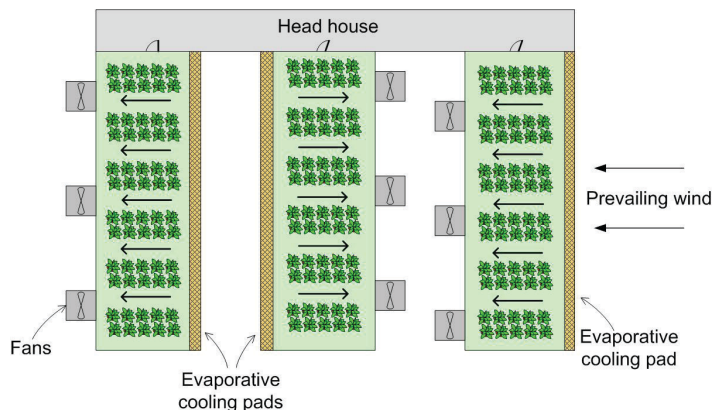 Head house
Prevailing wind
Fans
Evaporative
cooling pads
Evaporative
cooling pad